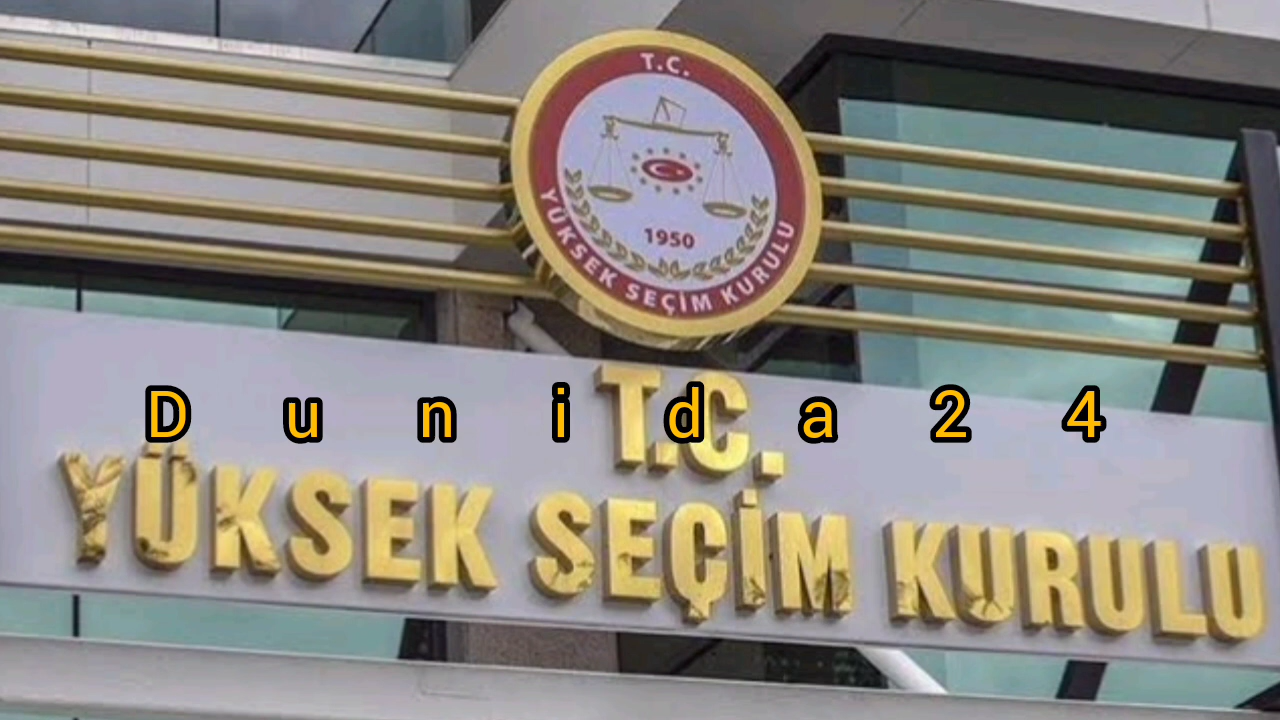 T.C.
1950
YÜKSEK SEÇİM KURULU
D u n i d a 2 4
T.C.
YÜKSEK SEÇİM KURULU